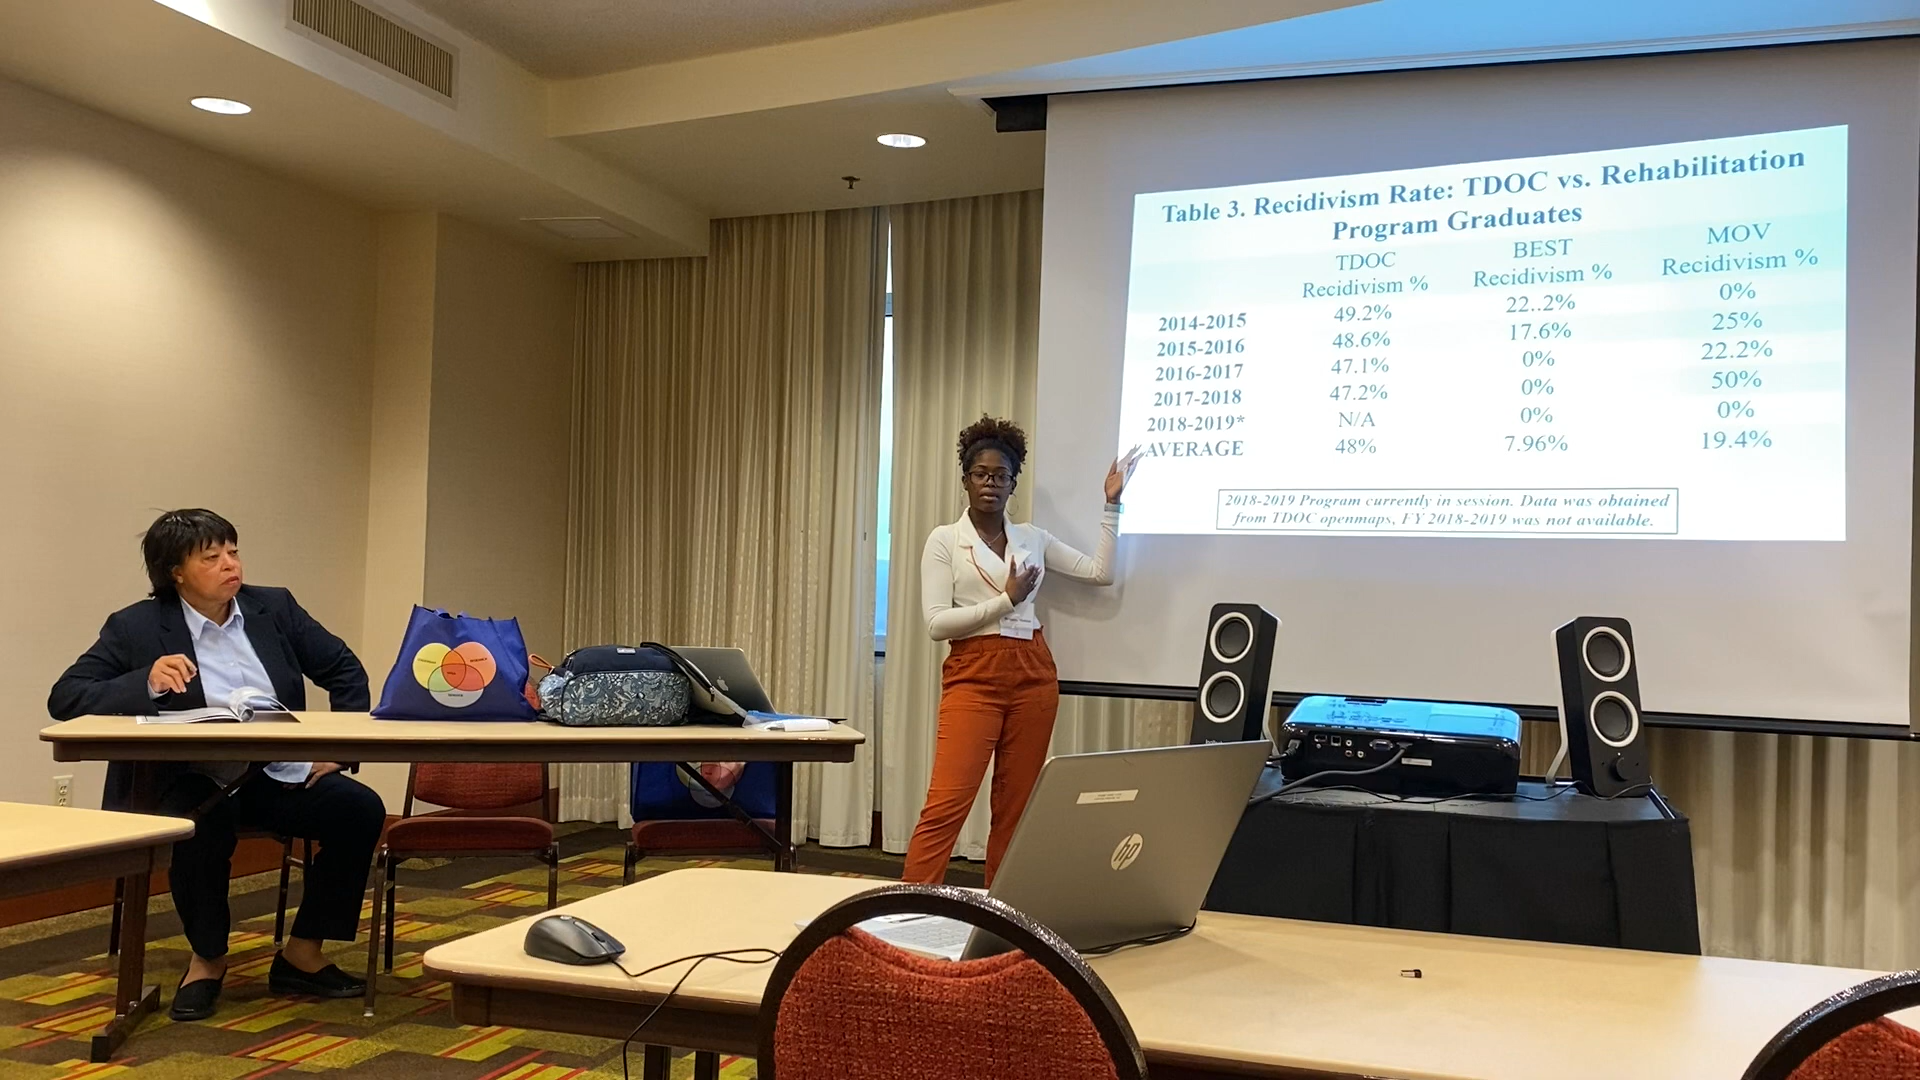 Table 3. Recidivism Rate: TDOC vs. Rehabilitation
Program Graduates
TDOC Recidivism % BEST Recidivism % MOV Recidivism %
2014-2015 49.2% 22..2% 0%
2015-2016 48.6% 17.6% 25%
2016-2017 47.1% 0% 22.2%
2017-2018 47.2% 0% 50%
2018-2019* N/A 0% 0%
AVERAGE 48% 7.96% 19.4%
2018-2019 Program currently in session. Data was obtained
from TDOC openmaps, FY 2018-2019 was not available.
hp